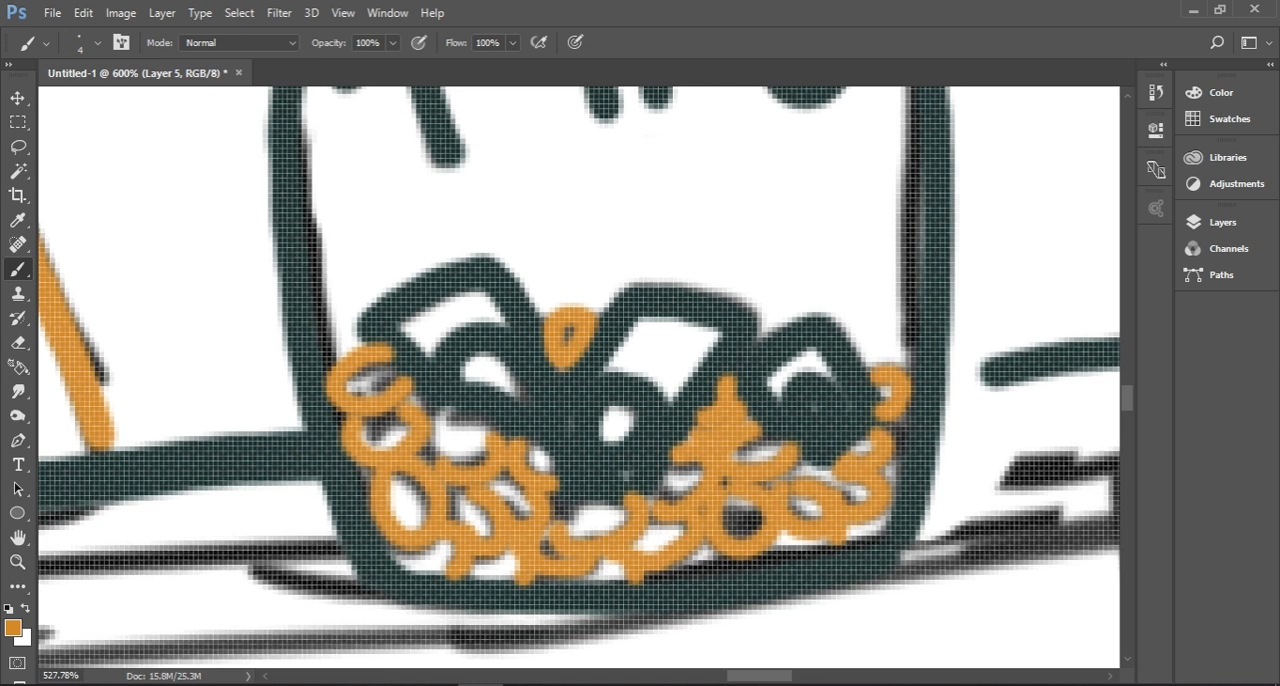 Ps File Edit Image Layer Type Select Filter 3D View Window Help
4 Mode: Normal Opacity: 100% Flow: 100%
Untitled-1 @ 600% (Layer 5, RGB/8) * ×
Color
Swatches
Libraries
Adjustments
Layers
Channels
Paths
527.78% Doc: 15.8M/25.3M